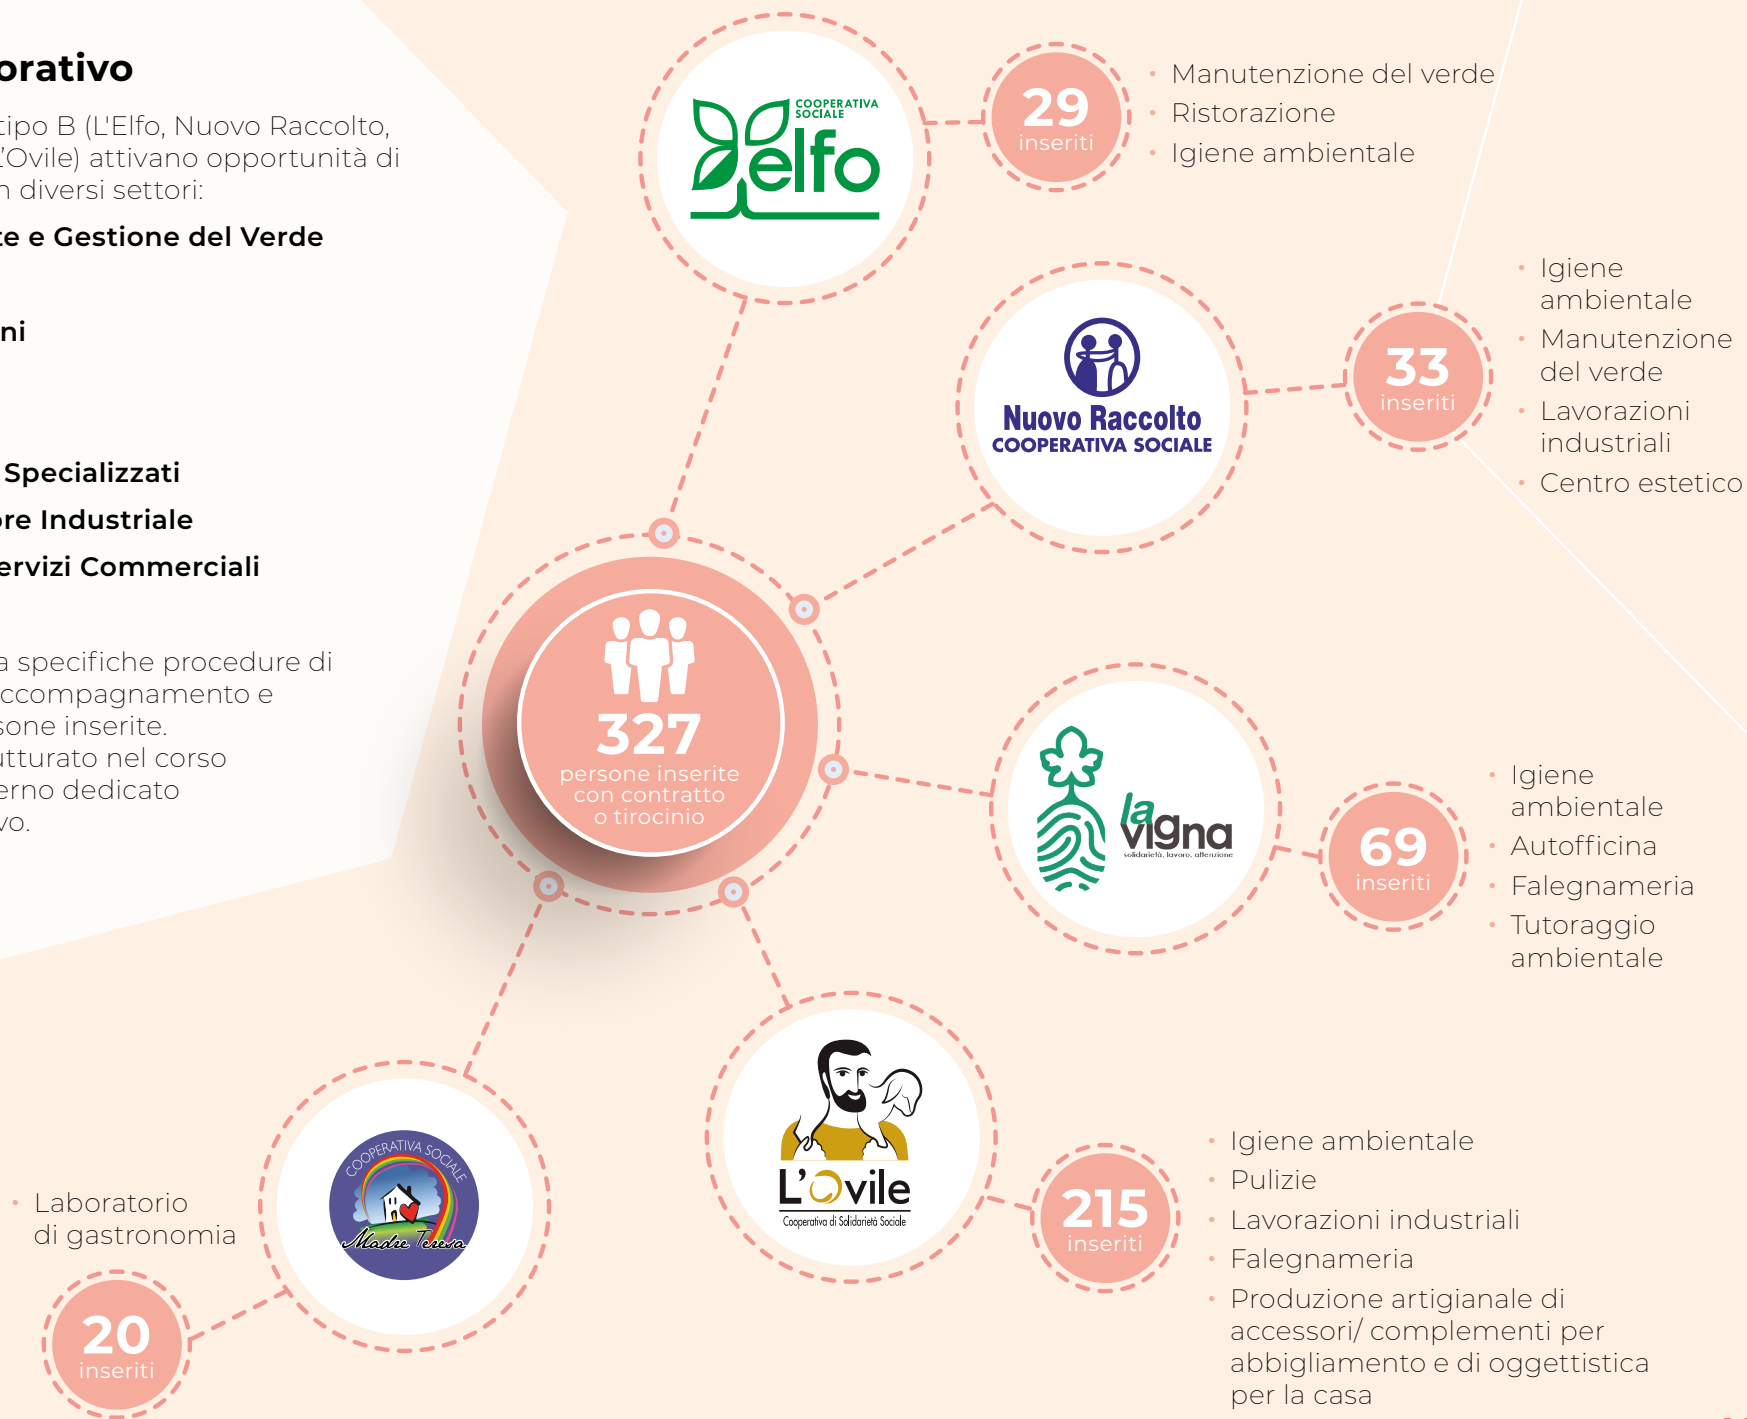 orativo
tipo B (L'Elfo, Nuovo Raccolto,
L'Ovile) attivano opportunità di
n diversi settori:
te e Gestione del Verde
ni
Specializzati
ore Industriale
ervizi Commerciali
a specifiche procedure di
accompagnamento e
sone inserite.
utturato nel corso
erno dedicato
vo.
COOPERATIVA
SOCIALE
elfo
29
inseriti
• Manutenzione del verde
• Ristorazione
• Igiene ambientale
Nuovo Raccolto
COOPERATIVA SOCIALE
33
inseriti
• Igiene
ambientale
• Manutenzione
del verde
• Lavorazioni
industriali
• Centro estetico
327
persone inserite
con contratto
o tirocinio
la
vigna
solidarietà, lavoro, attenzione
69
inseriti
• Igiene
ambientale
• Autofficina
• Falegnameria
• Tutoraggio
ambientale
L'Ovile
Cooperativa di Solidarietà Sociale
215
inseriti
• Igiene ambientale
• Pulizie
• Lavorazioni industriali
• Falegnameria
• Produzione artigianale di
accessori/ complementi per
abbigliamento e di oggettistica
per la casa
COOPERATIVA SOCIALE
Madre Teresa
• Laboratorio
di gastronomia
20
inseriti